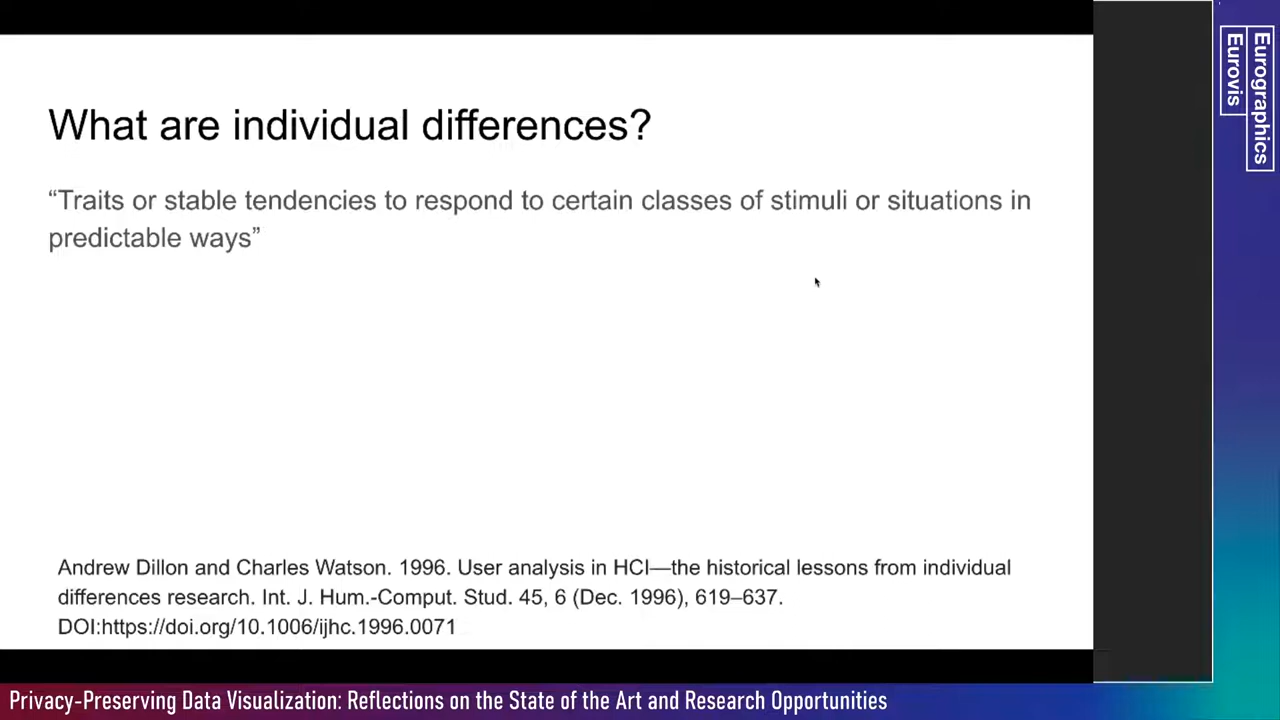 What are individual differences?
“Traits or stable tendencies to respond to certain classes of stimuli or situations in
predictable ways”
Andrew Dillon and Charles Watson. 1996. User analysis in HCI—the historical lessons from individual
differences research. Int. J. Hum.-Comput. Stud. 45, 6 (Dec. 1996), 619–637.
DOI:https://doi.org/10.1006/ijhc.1996.0071
Eurographics
Eurovis
Privacy-Preserving Data Visualization: Reflections on the State of the Art and Research Opportunities